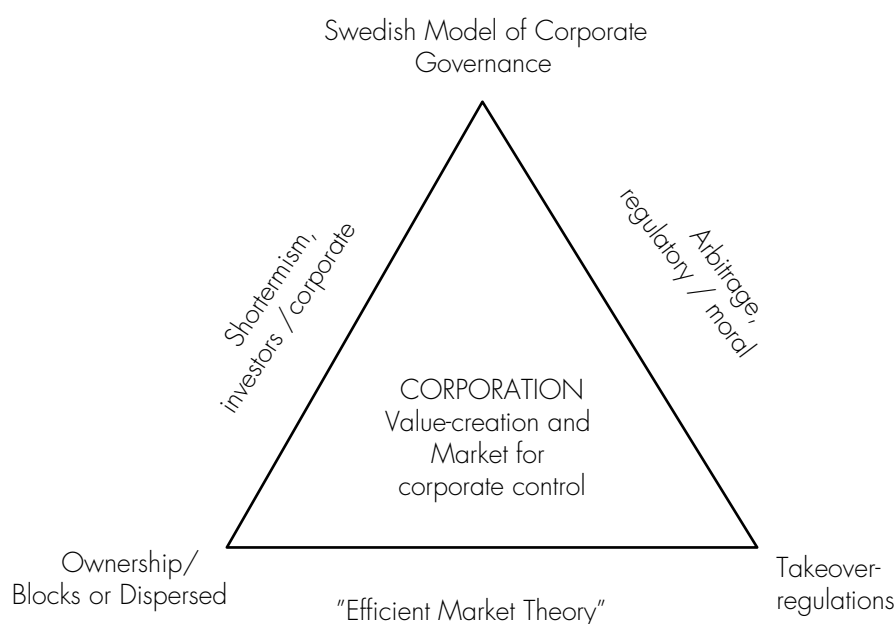 Swedish Model of Corporate
Governance
Shortermism,
investors /corporate
Arbitrage,
regulatory / moral
CORPORATION
Value-creation and
Market for
corporate control
Ownership/
Blocks or Dispersed
Takeover-
regulations
”Efficient Market Theory”